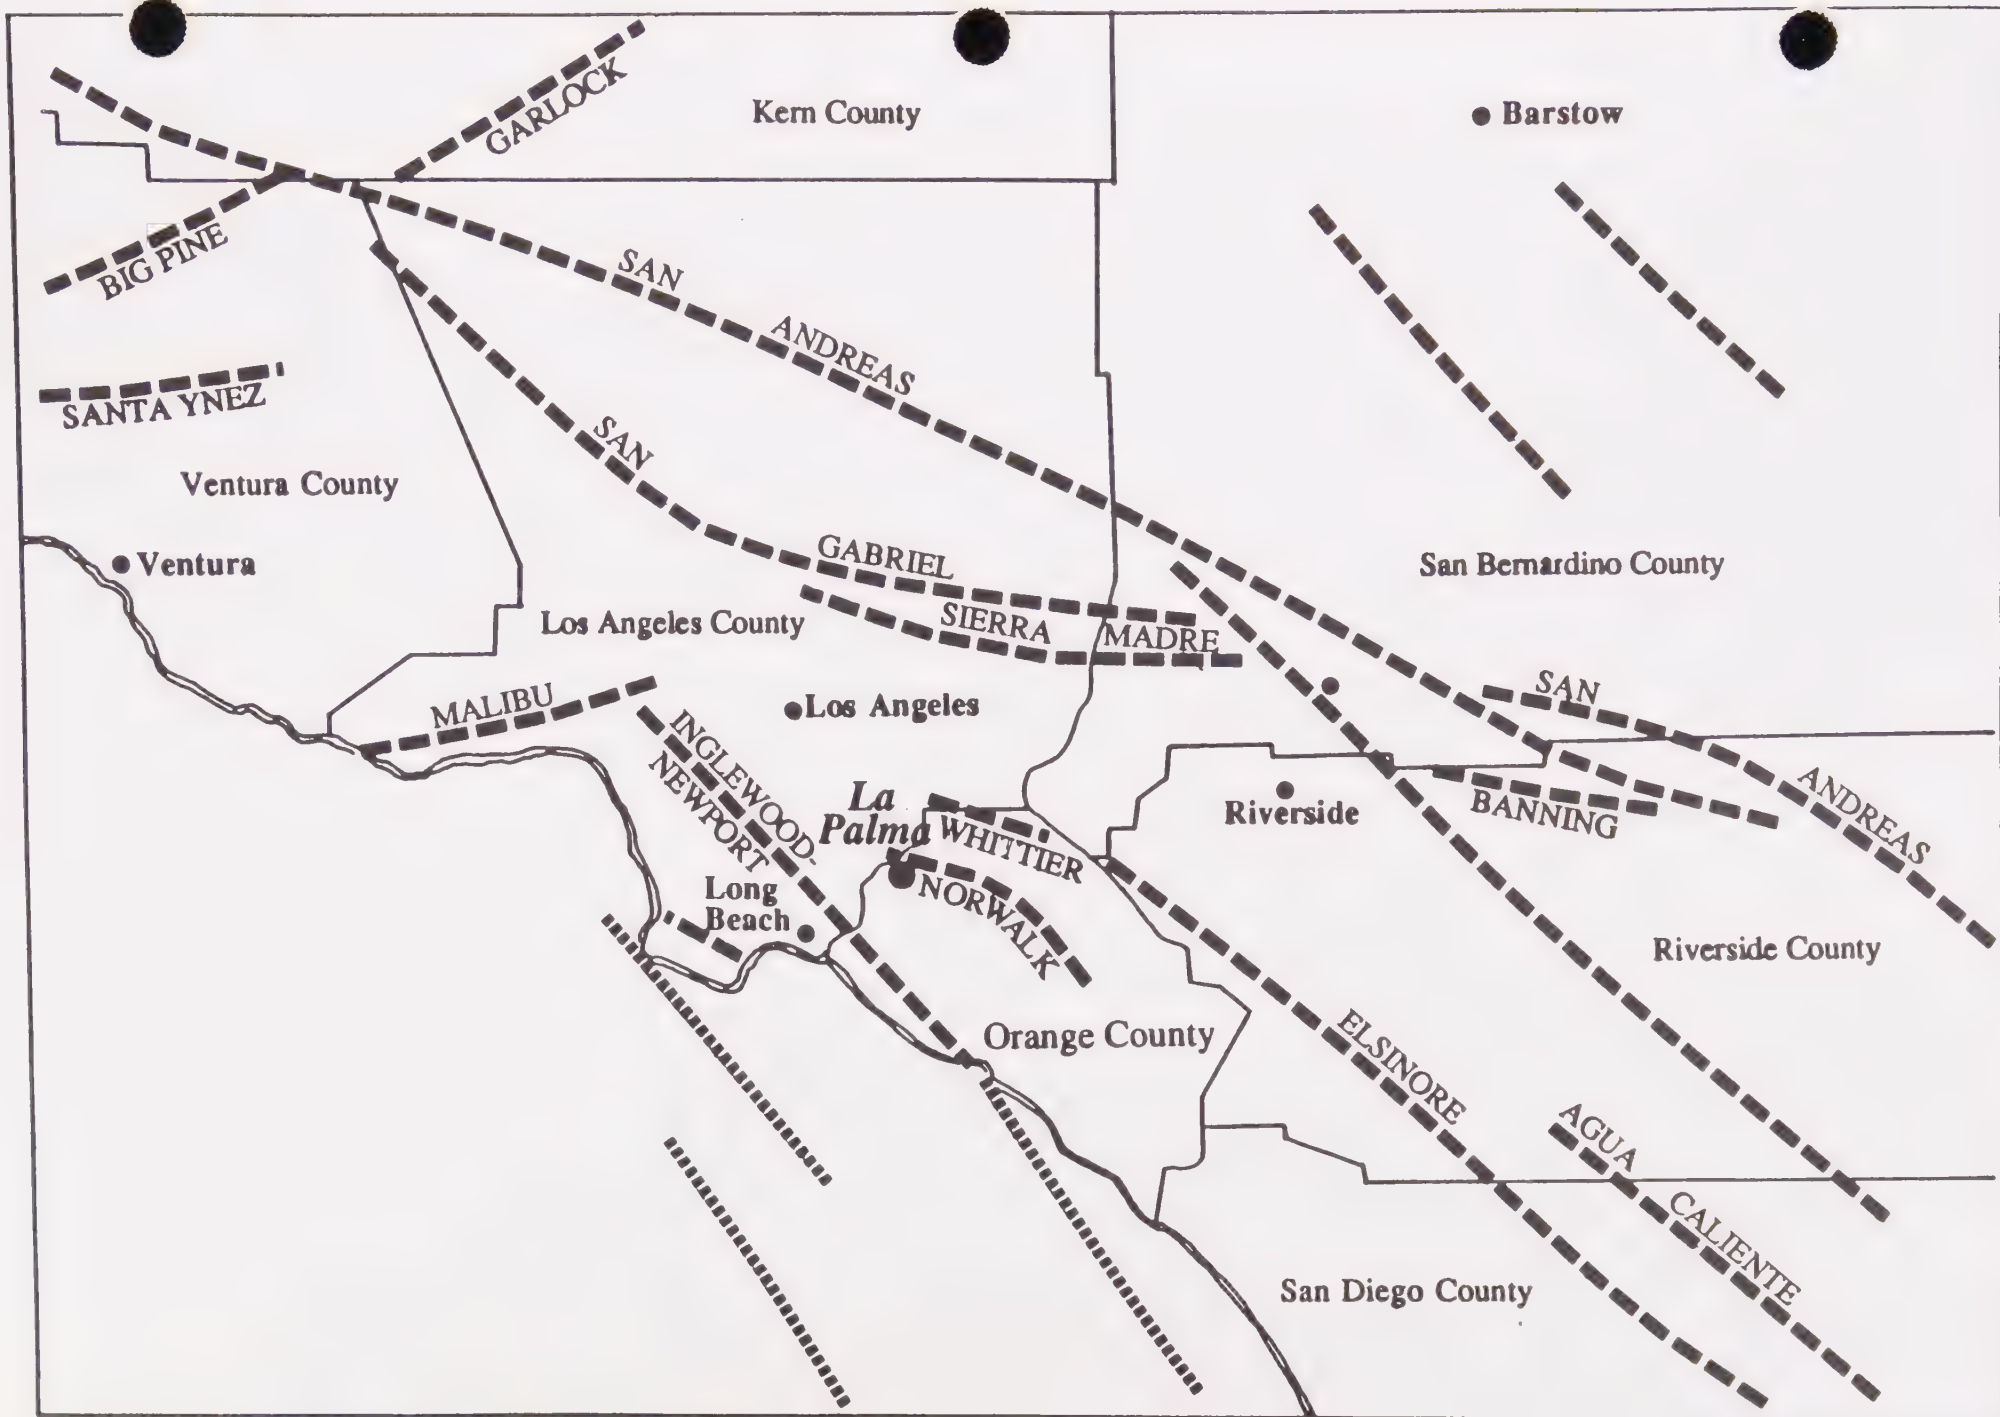 GARLOCK
Kern County
Barstow
BIG PINE
SAN
ANDREAS
SANTA YNEZ
SAN
Ventura County
Ventura
GABRIEL
San Bernardino County
Los Angeles County
SIERRA
MADRE
MALIBU
Los Angeles
SAN
ANDREAS
INGLEWOOD-
NEWPORT
La
Palma
WHITTIER
Riverside
BANNING
Long
Beach
NORWALK
Riverside County
Orange County
ELSINORE
AGUA
CALIENTE
San Diego County